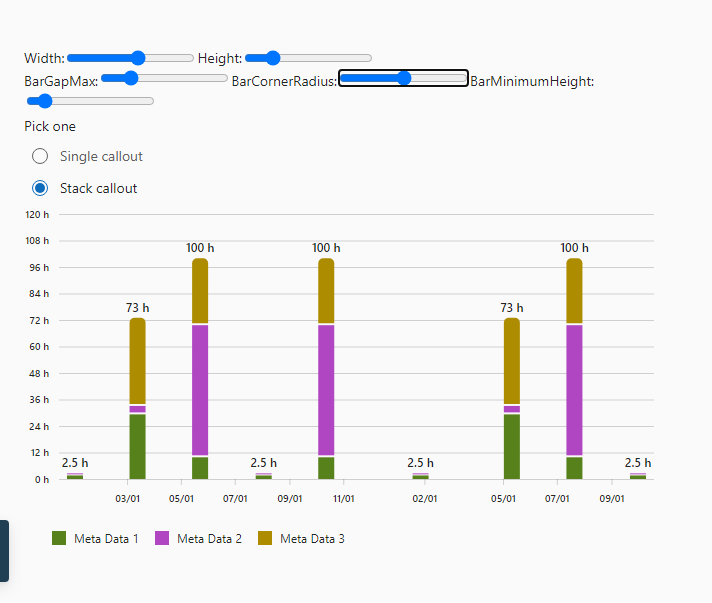 Width: Height:
BarGapMax: BarCornerRadius: BarMinimumHeight:
Pick one
Single callout
Stack callout
120 h
108 h
100 h 100 h 100 h
96 h
84 h
73 h 73 h
72 h
60 h
48 h
36 h
24 h
12 h
2.5 h 2.5 h 2.5 h 2.5 h
0 h
03/01 05/01 07/01 09/01 11/01 02/01 05/01 07/01 09/01
Meta Data 1 Meta Data 2 Meta Data 3